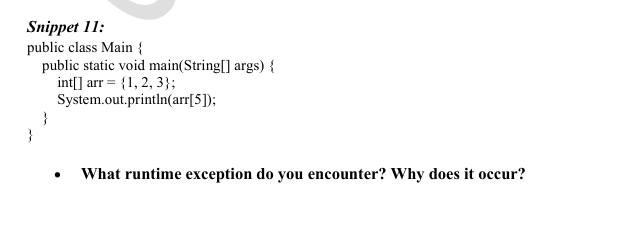 Snippet 11:
public class Main {
public static void main(String[] args) {
int[] arr = {1, 2, 3};
System.out.println(arr[5]);
}
}
• What runtime exception do you encounter? Why does it occur?